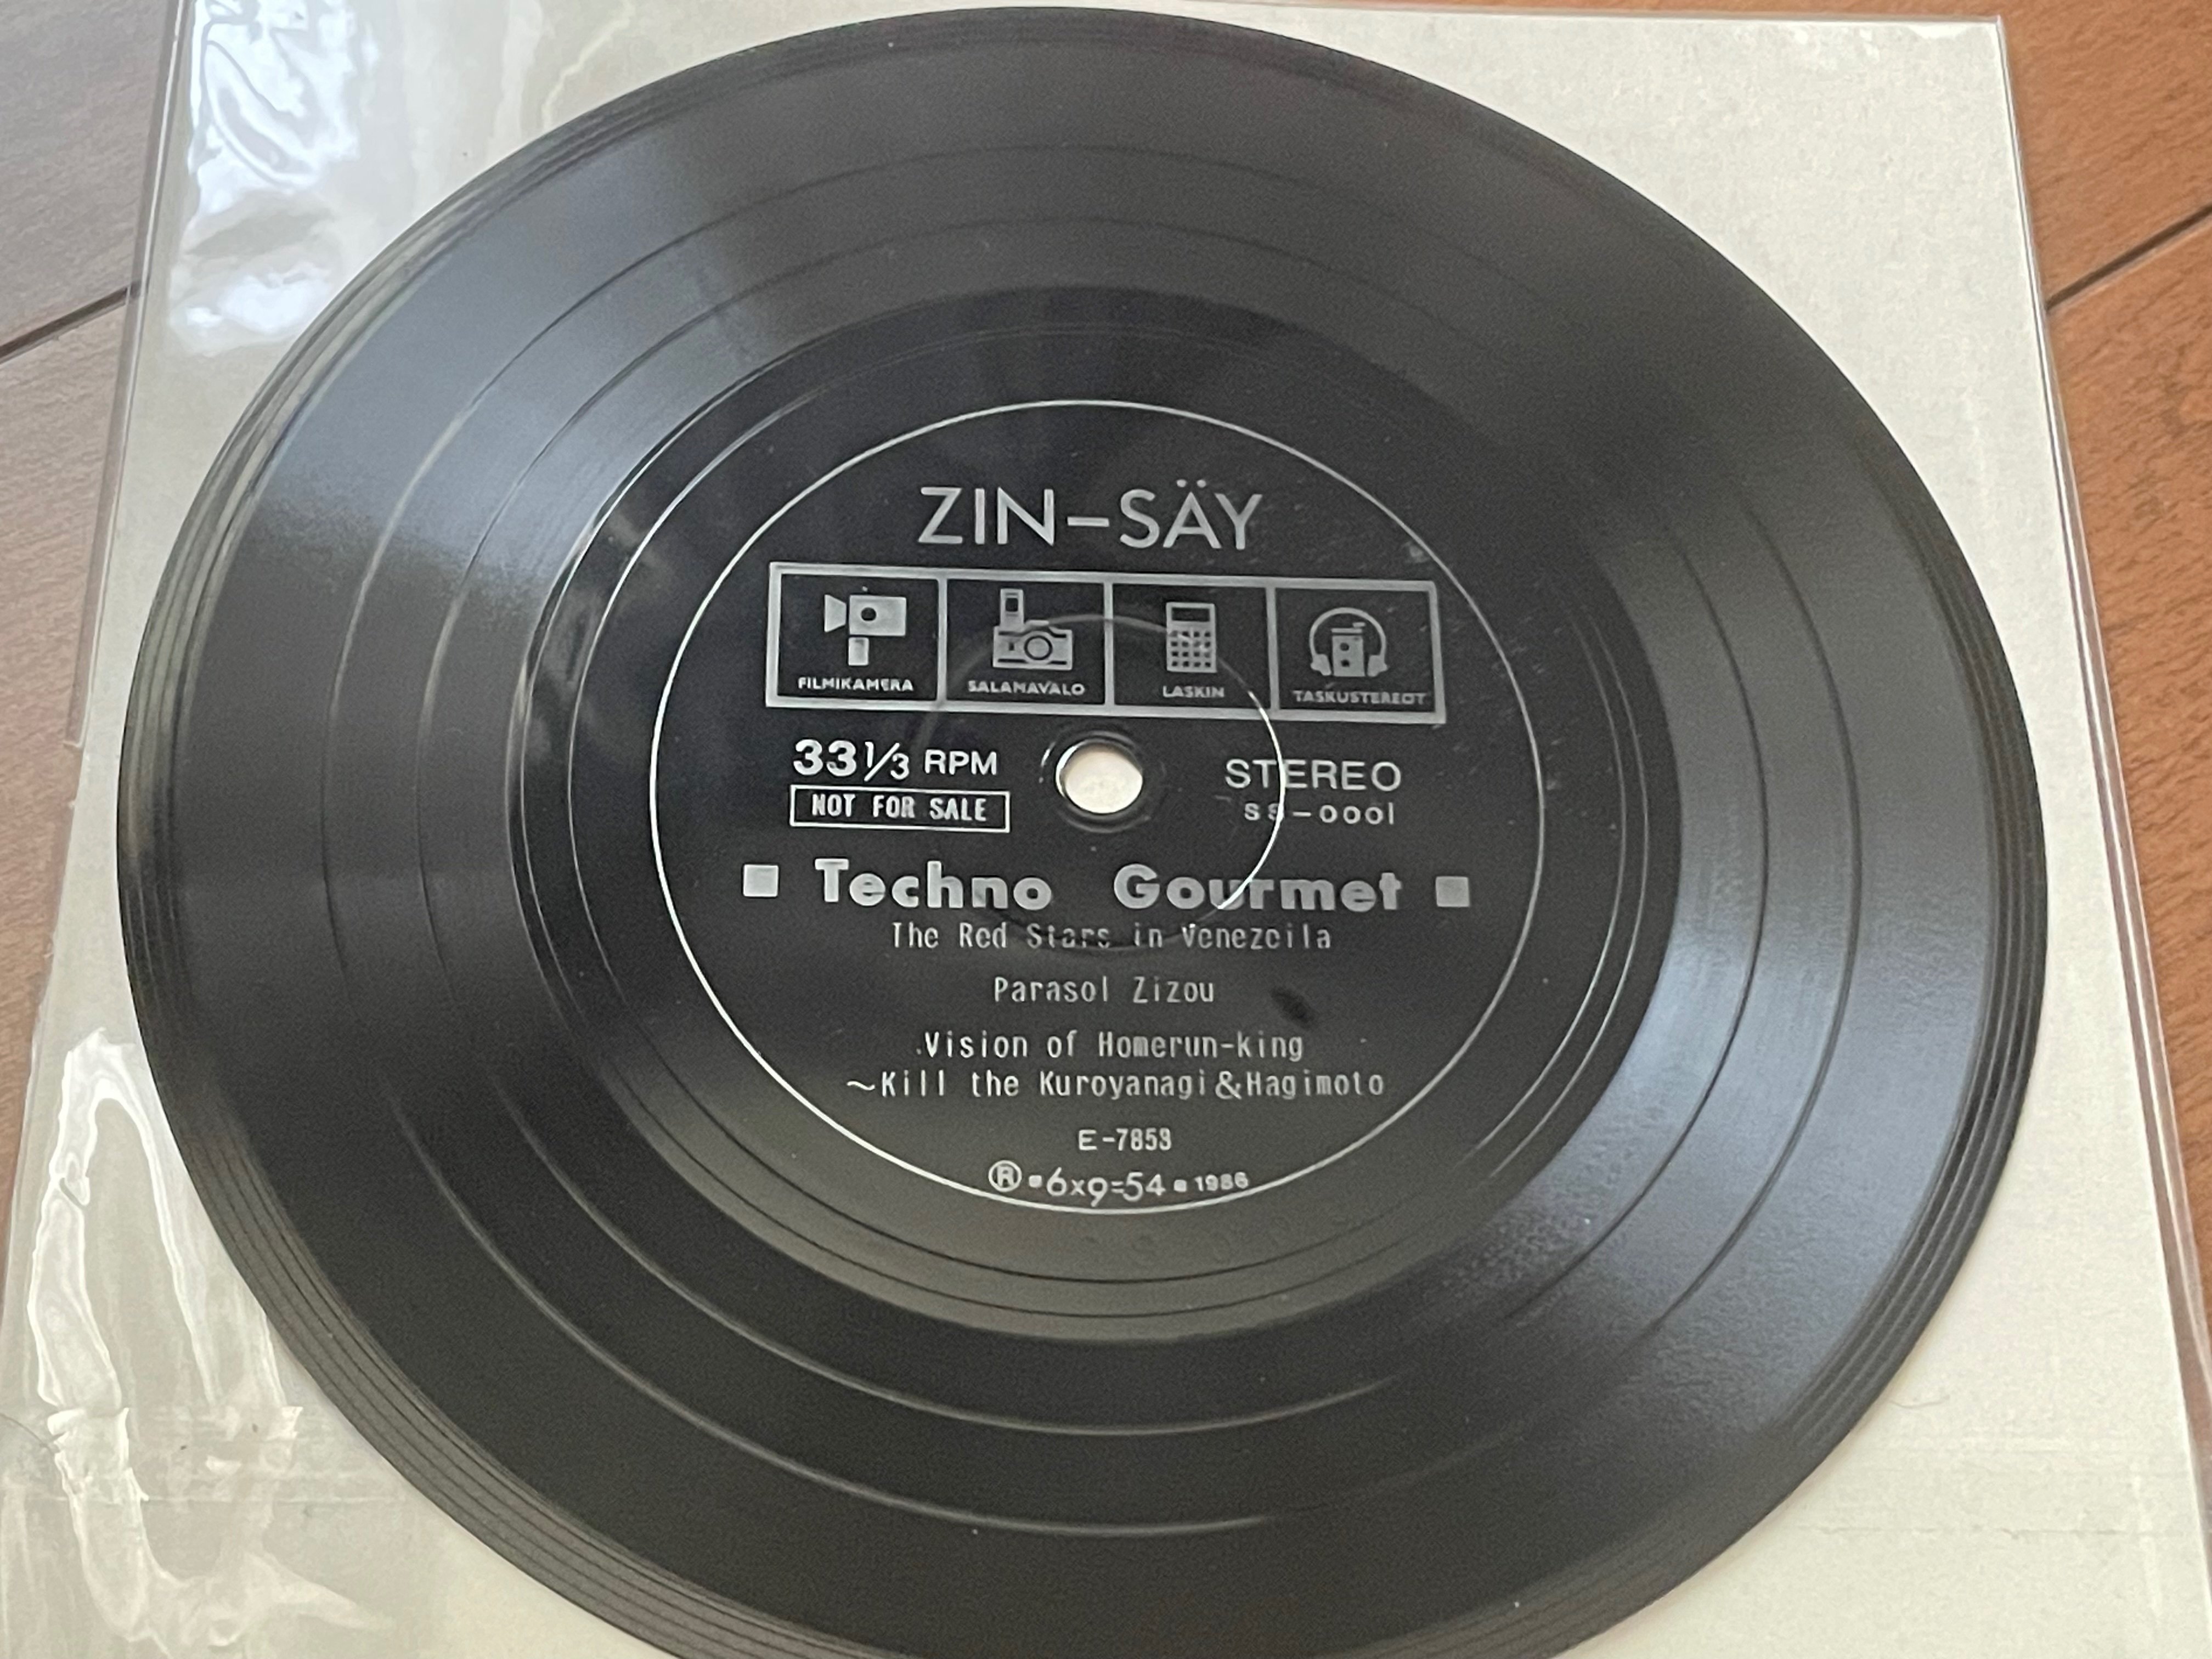 ZIN–SÄY
FILMIKAMERA SALAMAVALO LASKIN TASKUSTEREOT
33 1/3 RPM STEREO
NOT FOR SALE ss–0001
■ Techno Gourmet ■
The Red Stars in Venezeila
Parasol Zizou
Vision of Homerun-king
~Kill the Kuroyanagi&Hagimoto
E-7853
Ⓡ ▪ 6x9=54 ▪ 1986